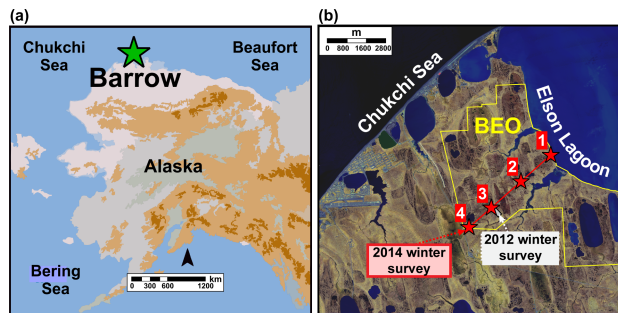 (a)
Chukchi
Sea
Beaufort
Sea
Barrow
Alaska
Bering
Sea
km
0 300 600 1200
(b)
m
0 800 1600 2800
Chukchi Sea
BEO
Elson Lagoon
1
2
3
4
2014 winter
survey
2012 winter
survey